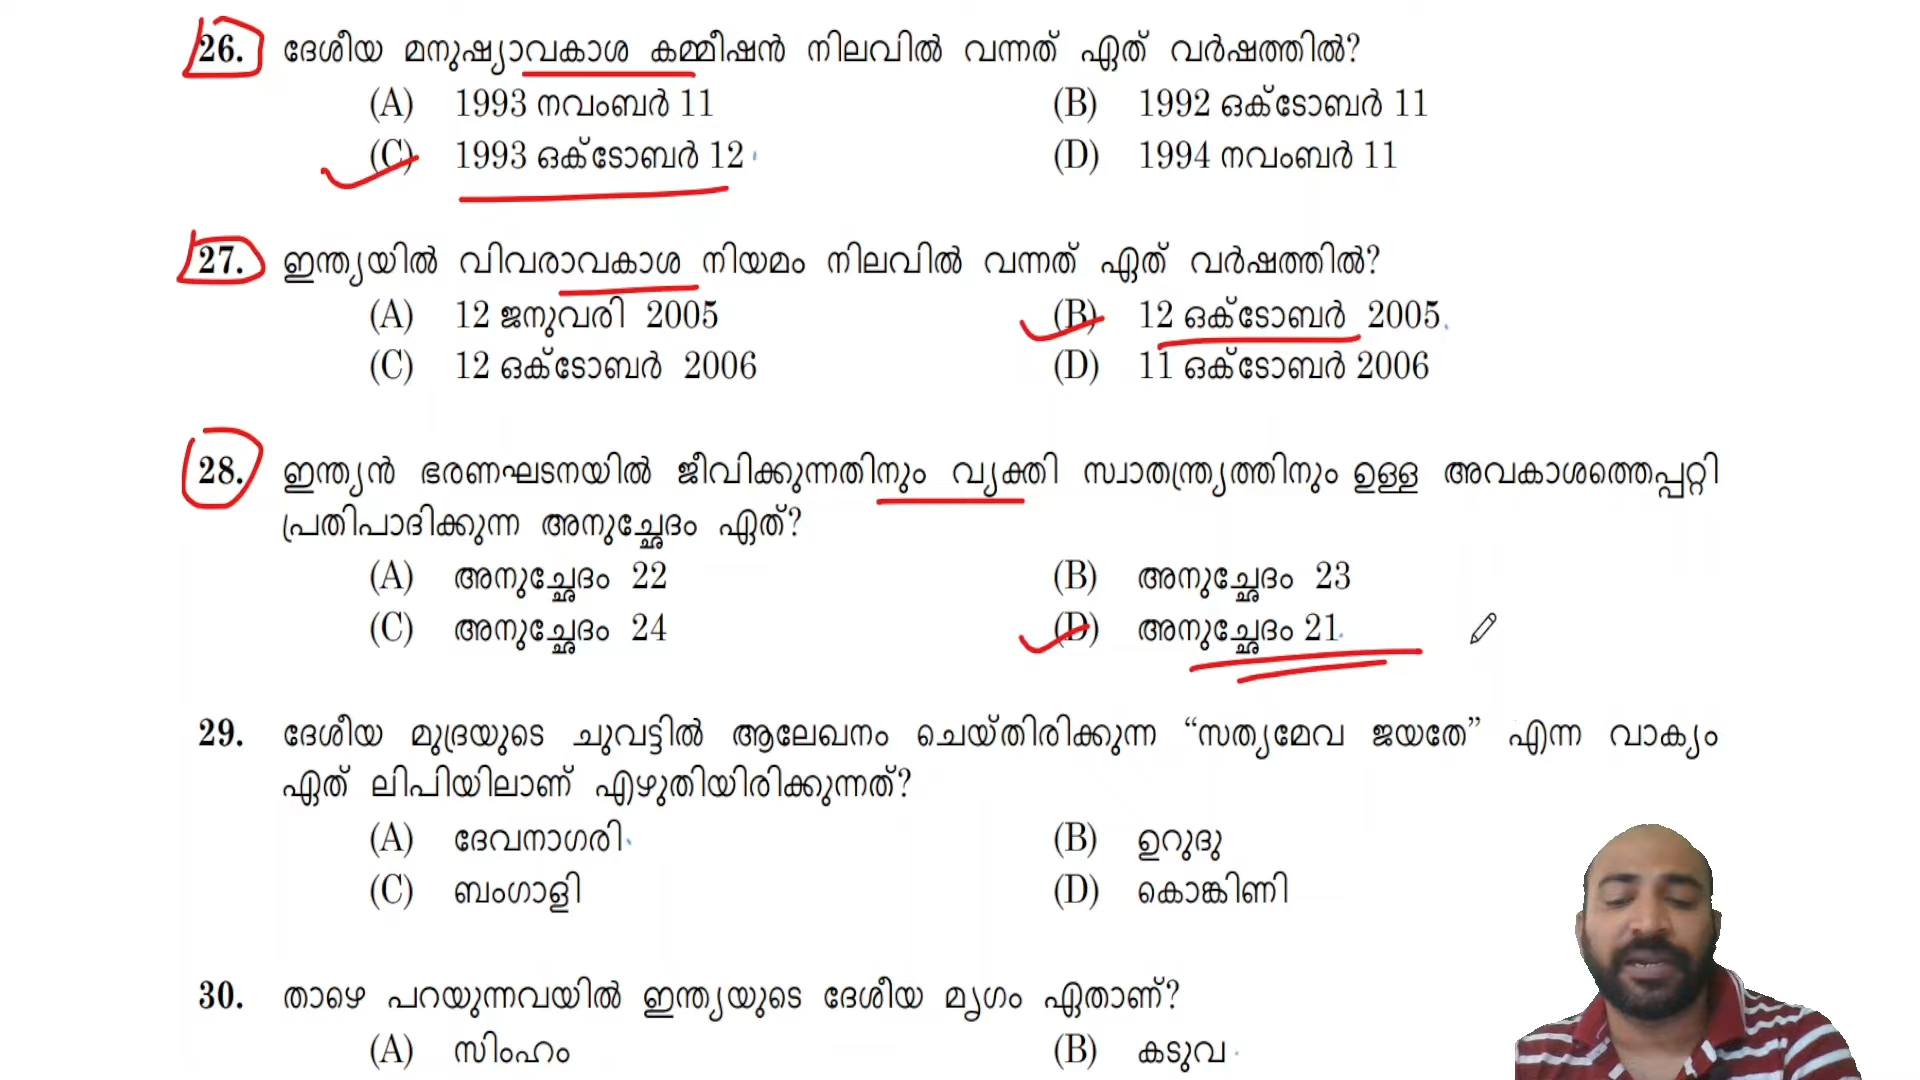 26. ദേശീയ മനുഷ്യാവകാശ കമ്മീഷൻ നിലവിൽ വന്നത് ഏത് വർഷത്തിൽ?
(A) 1993 നവംബർ 11 (B) 1992 ഒക്ടോബർ 11
(C) 1993 ഒക്ടോബർ 12 (D) 1994 നവംബർ 11
27. ഇന്ത്യയിൽ വിവരാവകാശ നിയമം നിലവിൽ വന്നത് ഏത് വർഷത്തിൽ?
(A) 12 ജനുവരി 2005 (B) 12 ഒക്ടോബർ 2005
(C) 12 ഒക്ടോബർ 2006 (D) 11 ഒക്ടോബർ 2006
28. ഇന്ത്യൻ ഭരണഘടനയിൽ ജീവിക്കുന്നതിനും വ്യക്തി സ്വാതന്ത്ര്യത്തിനും ഉള്ള അവകാശത്തെപ്പറ്റി
പ്രതിപാദിക്കുന്ന അനുച്ഛേദം ഏത്?
(A) അനുച്ഛേദം 22 (B) അനുച്ഛേദം 23
(C) അനുച്ഛേദം 24 (D) അനുച്ഛേദം 21
29. ദേശീയ മുദ്രയുടെ ചുവട്ടിൽ ആലേഖനം ചെയ്തിരിക്കുന്ന “സത്യമേവ ജയതേ” എന്ന വാക്യം
ഏത് ലിപിയിലാണ് എഴുതിയിരിക്കുന്നത്?
(A) ദേവനാഗരി (B) ഉറുദു
(C) ബംഗാളി (D) കൊങ്കിണി
30. താഴെ പറയുന്നവയിൽ ഇന്ത്യയുടെ ദേശീയ മൃഗം ഏതാണ്?
(A) സിംഹം (B) കടുവ